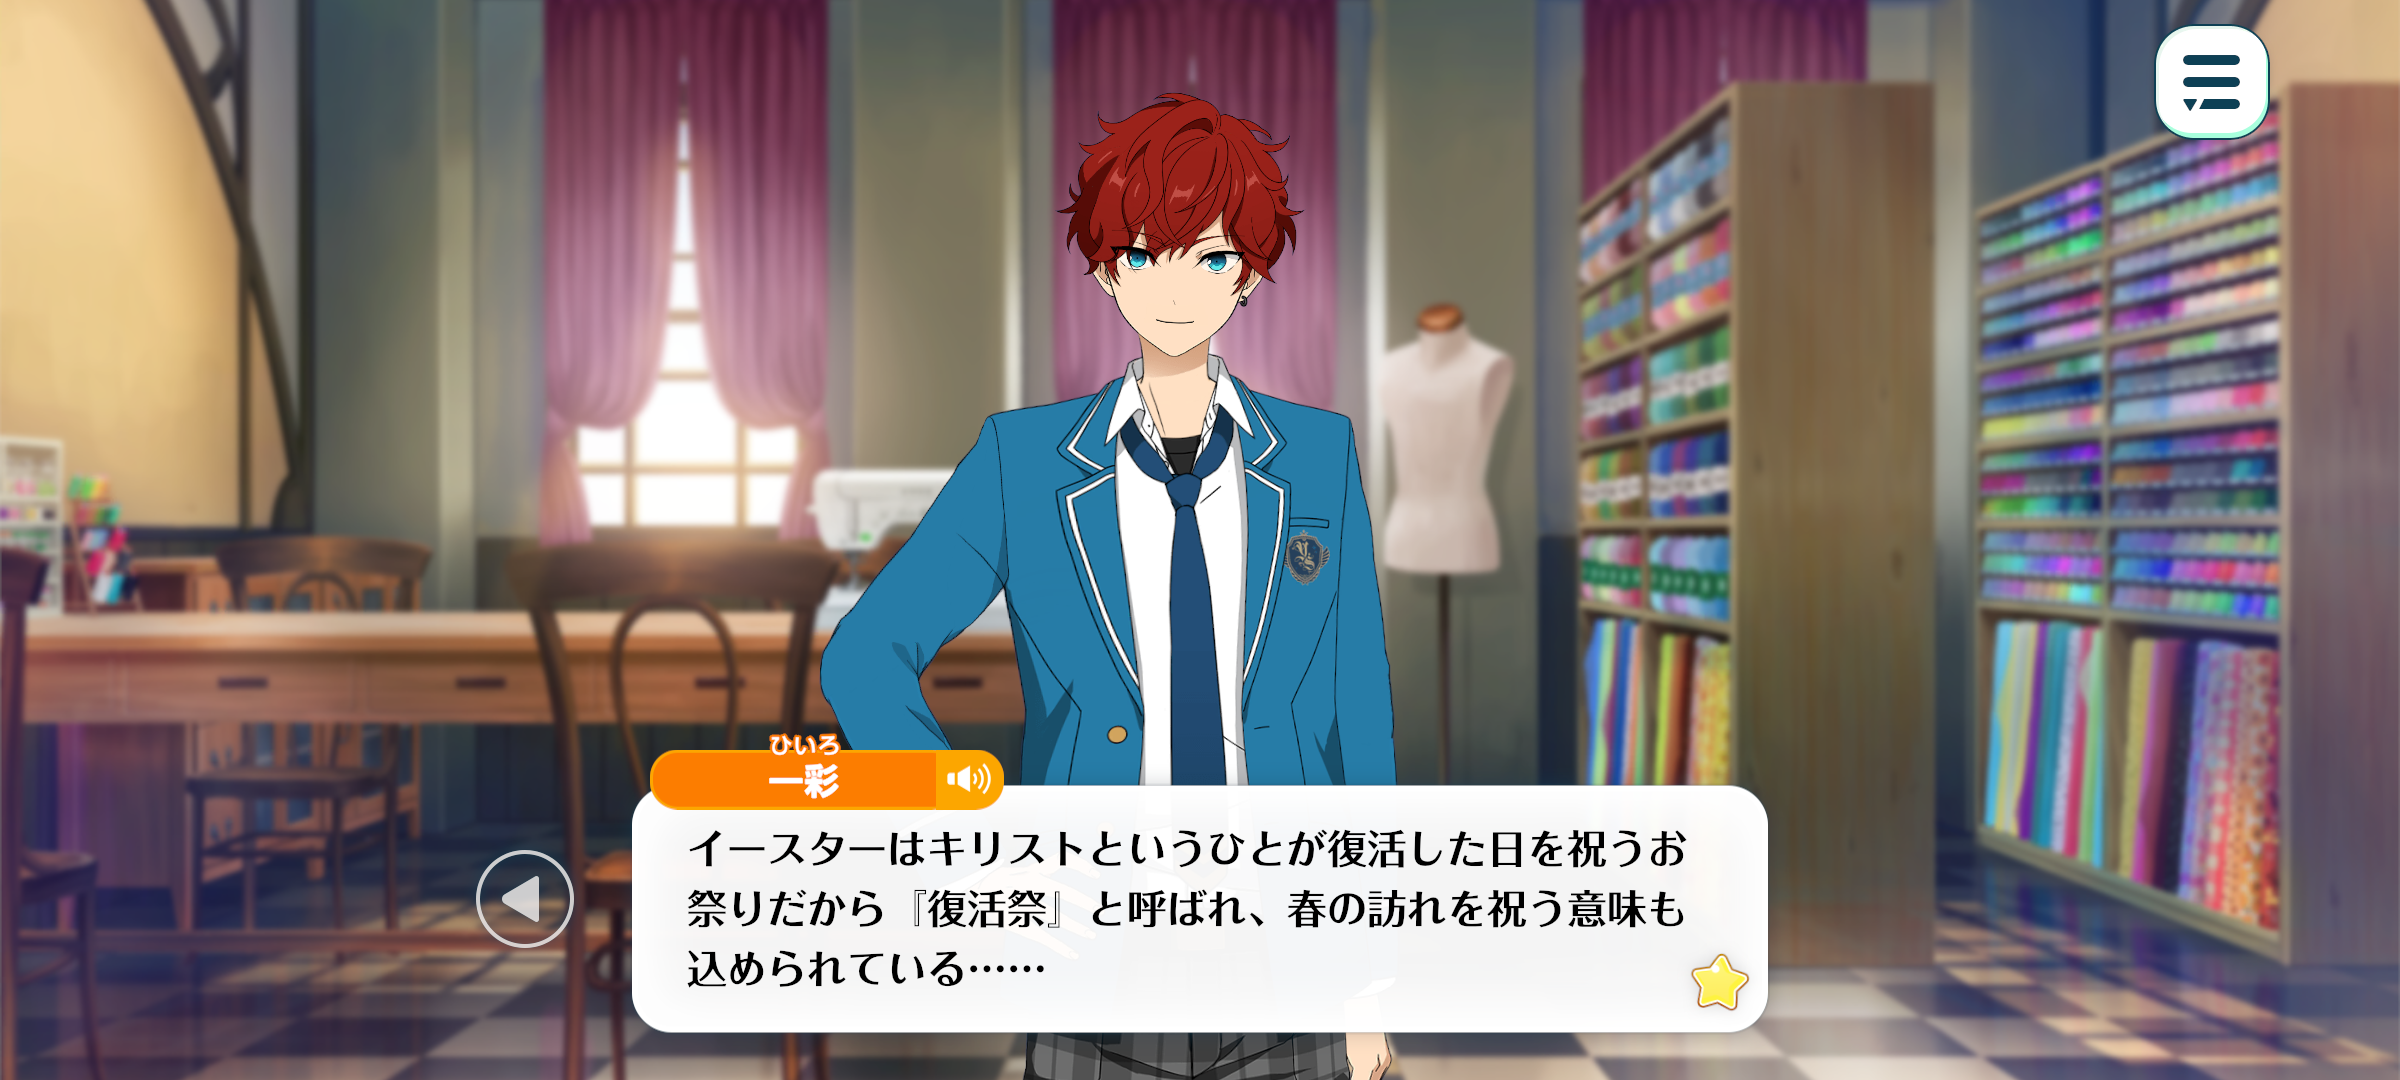 ひいろ
一彩
イースターはキリストというひとが復活した日を祝うお
祭りだから『復活祭』と呼ばれ、春の訪れを祝う意味も
込められている……